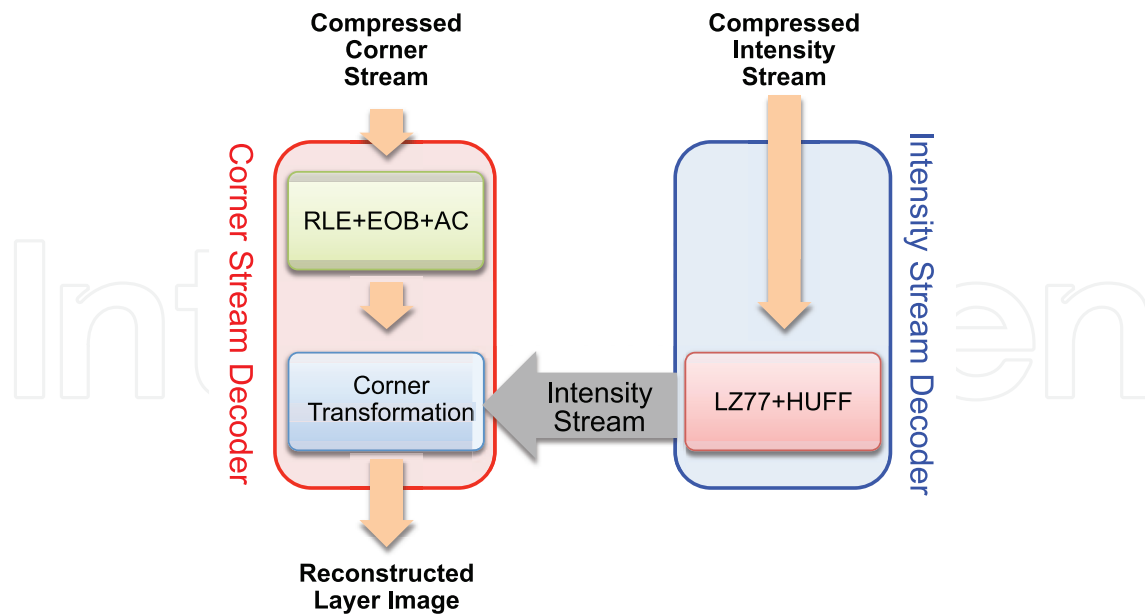 Compressed
Corner
Stream
Compressed
Intensity
Stream
Corner Stream Decoder
RLE+EOB+AC
Corner
Transformation
Intensity
Stream
LZ77+HUFF
Intensity Stream Decoder
Reconstructed
Layer Image